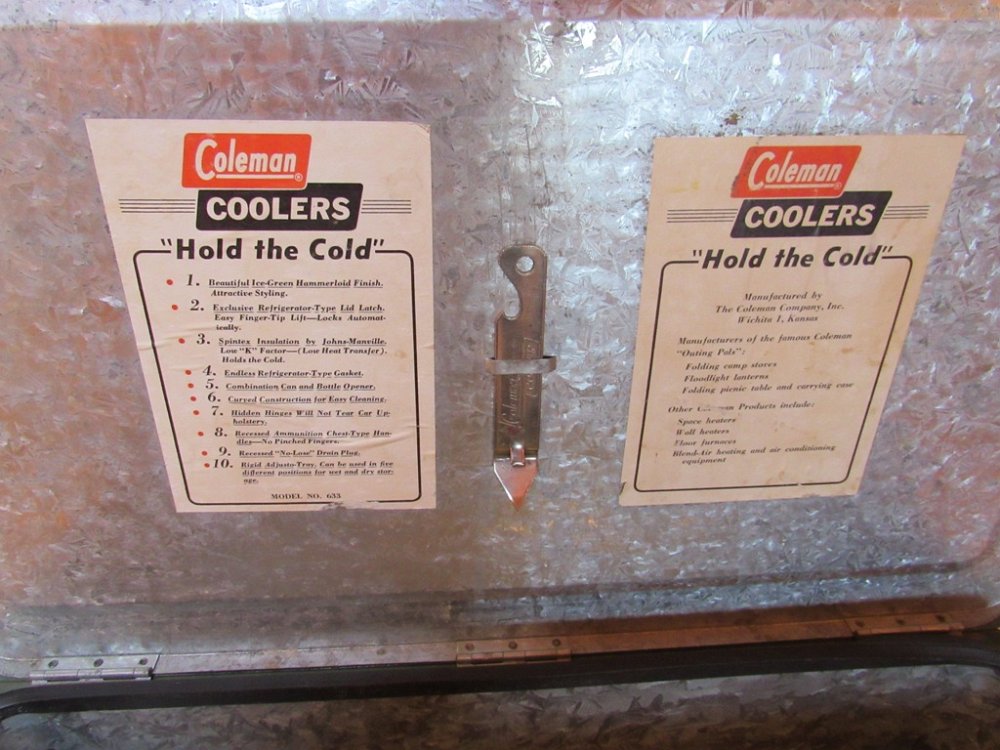 Coleman®
COOLERS
"Hold the Cold"
1. Beautiful Ice-Green Hammerloid Finish.
Attractive Styling.
2. Exclusive Refrigerator-Type Lid Latch.
Easy Finger-Tip Lift—Locks Automat-
ically.
3. Spintex Insulation by Johns-Manville.
Low "K" Factor—(Low Heat Transfer).
Holds the Cold.
4. Endless Refrigerator-Type Gasket.
5. Combination Can and Bottle Opener.
6. Curved Construction for Easy Cleaning.
7. Hidden Hinges Will Not Tear Car Up-
holstery.
8. Recessed Ammunition Chest-Type Han-
dles—No Pinched Fingers.
9. Recessed "No-Lose" Drain Plug.
10. Rigid Adjusto-Tray. Can be used in five
different positions for wet and dry stor-
age.
MODEL NO. 633
Coleman®
COOLERS
"Hold the Cold"
Manufactured by
The Coleman Company, Inc.
Wichita 1, Kansas
Manufacturers of the famous Coleman
"Outing Pals":
Folding camp stoves
Floodlight lanterns
Folding picnic table and carrying case
Other Coleman Products include:
Space heaters
Wall heaters
Floor furnaces
Blend-Air heating and air conditioning
equipment